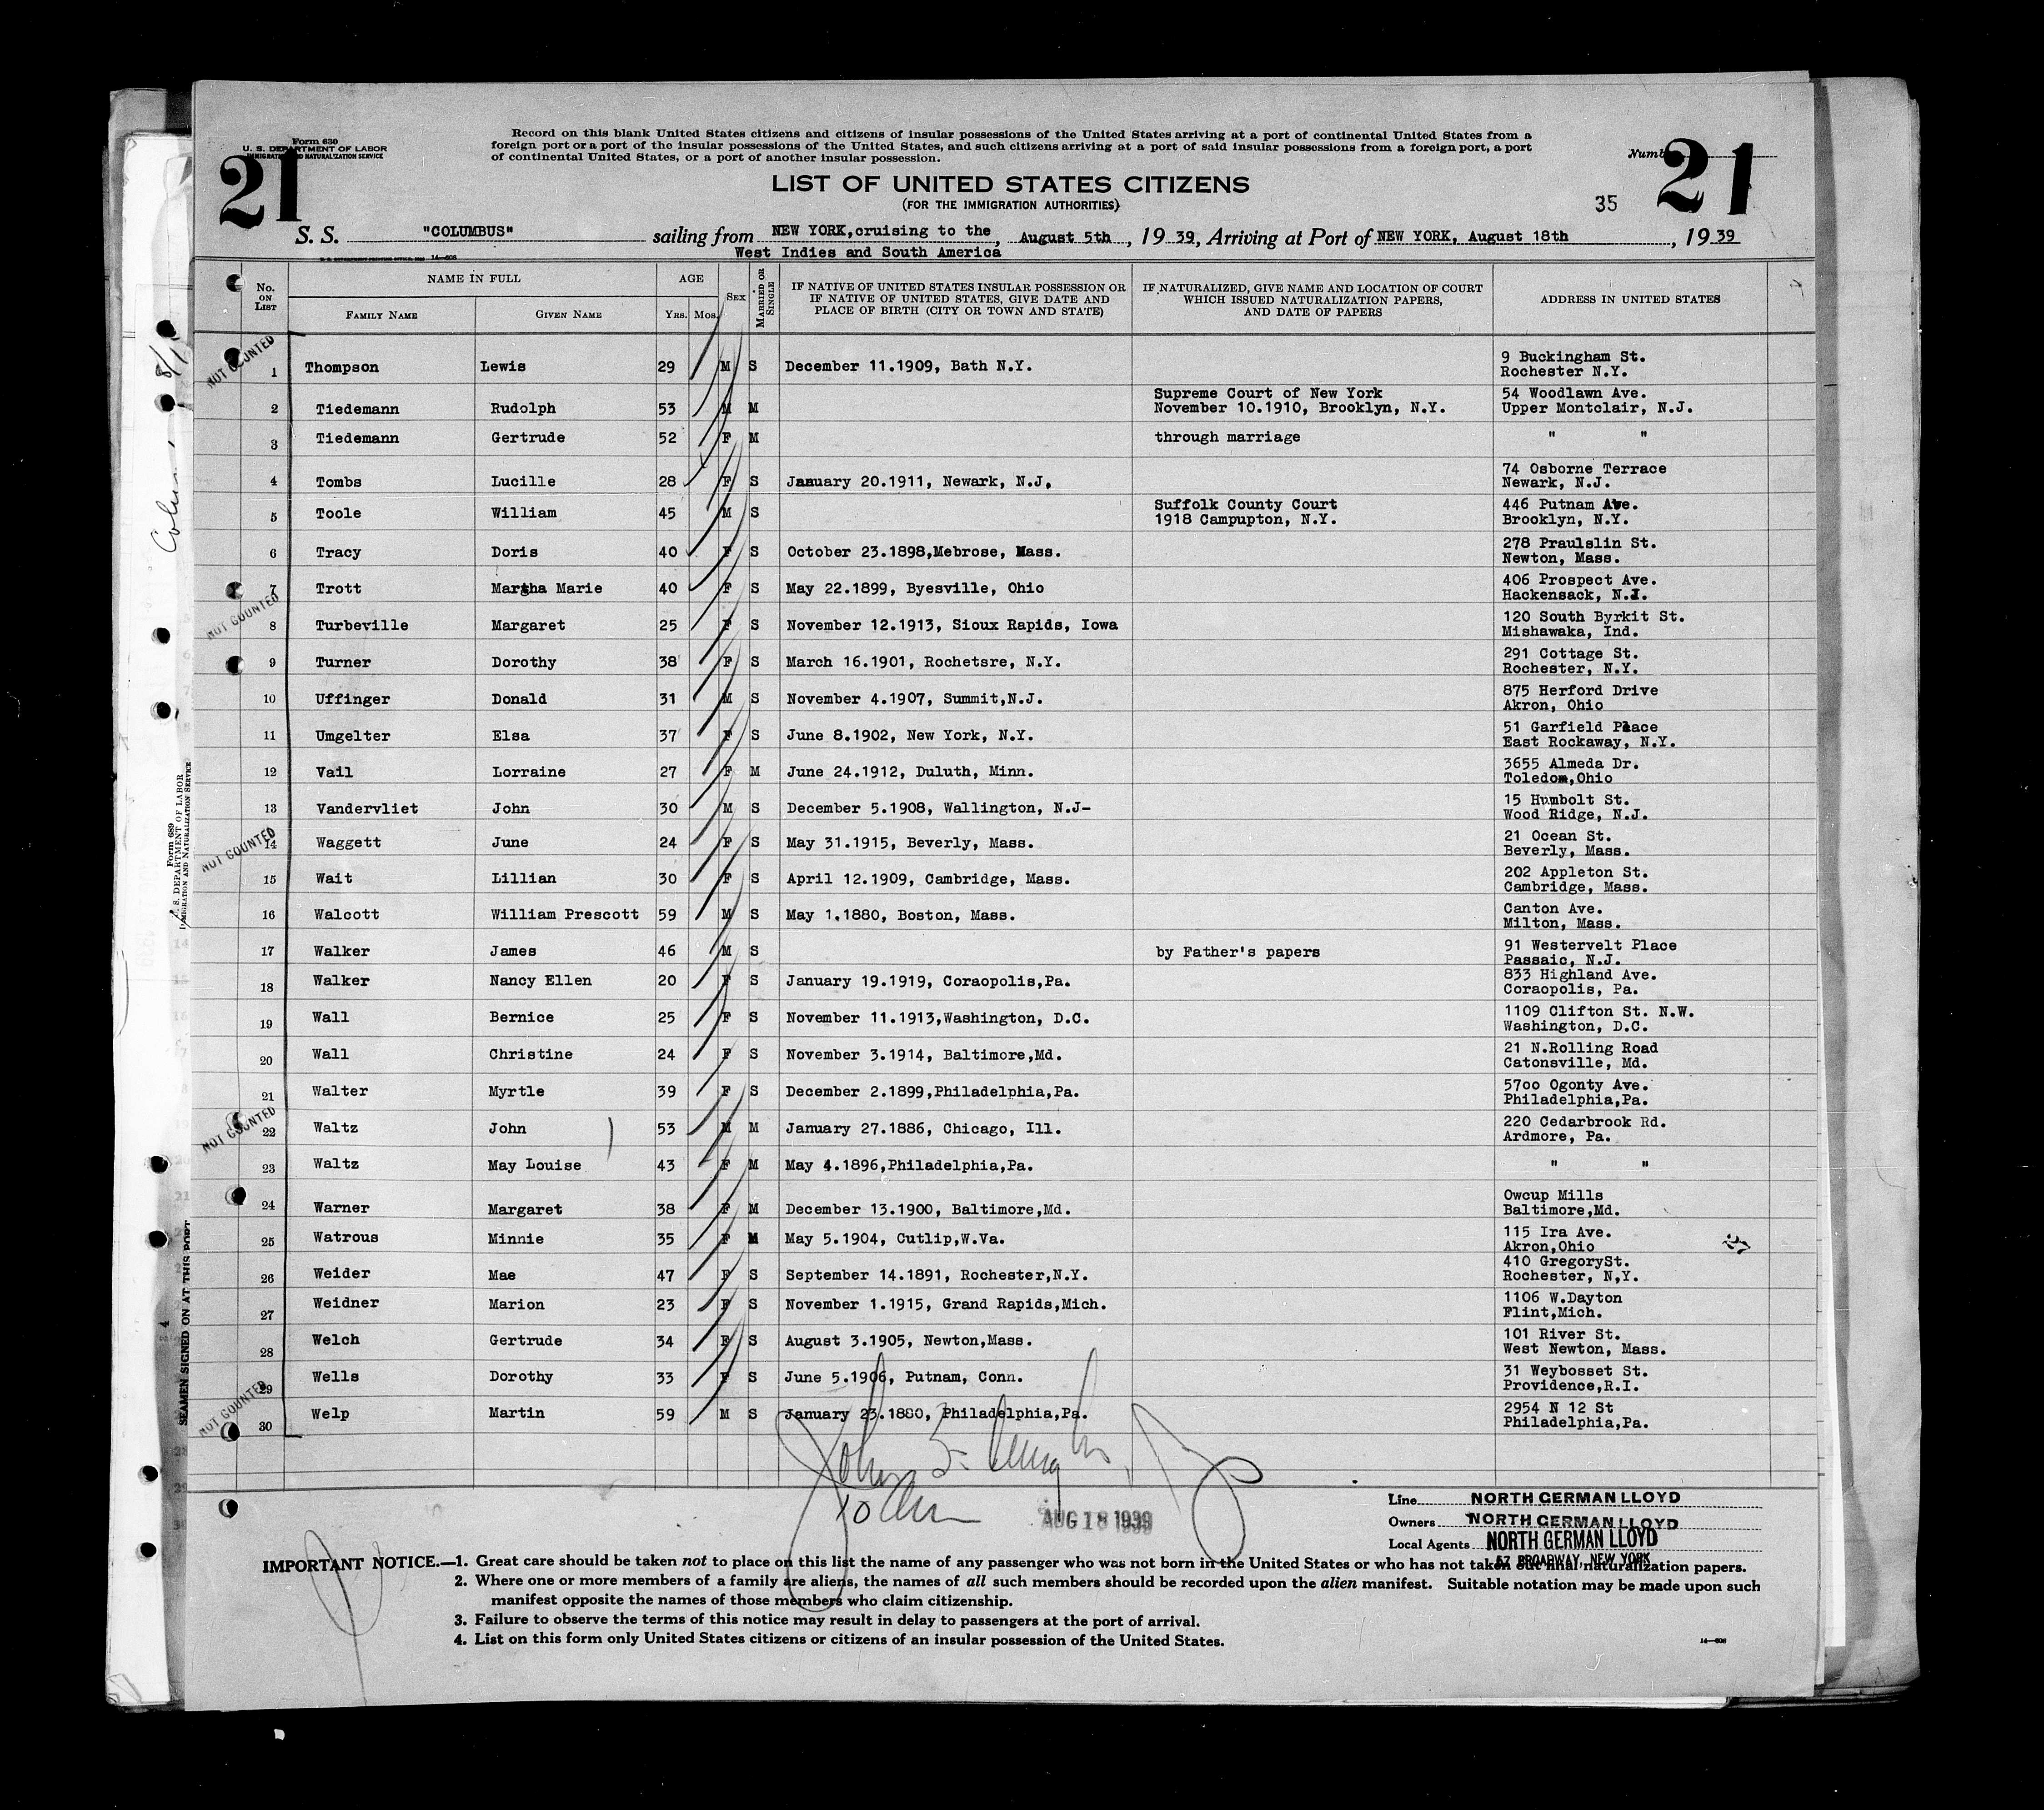 Form 630
U. S. DEPARTMENT OF LABOR
IMMIGRATION AND NATURALIZATION SERVICE
21
Record on this blank United States citizens and citizens of insular possessions of the United States arriving at a port of continental United States from a
foreign port or a port of the insular possessions of the United States, and such citizens arriving at a port of said insular possessions from a foreign port, a port
of continental United States, or a port of another insular possession.
21
LIST OF UNITED STATES CITIZENS
(FOR THE IMMIGRATION AUTHORITIES)
35
S. S. "COLUMBUS" sailing from NEW YORK,cruising to the, August 5th, 19 39, Arriving at Port of NEW YORK, August 18th, 19 39
West Indies and South America
No. ON LIST
NAME IN FULL
FAMILY NAME GIVEN NAME
AGE
YRS. MOS.
SEX
MARRIED OR SINGLE
IF NATIVE OF UNITED STATES INSULAR POSSESSION OR
IF NATIVE OF UNITED STATES, GIVE DATE AND
PLACE OF BIRTH (CITY OR TOWN AND STATE)
IF NATURALIZED, GIVE NAME AND LOCATION OF COURT
WHICH ISSUED NATURALIZATION PAPERS,
AND DATE OF PAPERS
ADDRESS IN UNITED STATES
NOT COUNTED
1 Thompson Lewis 29 M S December 11.1909, Bath N.Y. 9 Buckingham St.
Rochester N.Y.
2 Tiedemann Rudolph 53 M M Supreme Court of New York
November 10.1910, Brooklyn, N.Y. 54 Woodlawn Ave.
Upper Montclair, N.J.
3 Tiedemann Gertrude 52 F M through marriage " "
4 Tombs Lucille 28 F S January 20.1911, Newark, N.J. 74 Osborne Terrace
Newark, N.J.
5 Toole William 45 M S Suffolk County Court
1918 Campupton, N.Y. 446 Putnam Ave.
Brooklyn, N.Y.
6 Tracy Doris 40 F S October 23.1898,Mebrose, Mass. 278 Praulslin St.
Newton, Mass.
7 Trott Martha Marie 40 F S May 22.1899, Byesville, Ohio 406 Prospect Ave.
Hackensack, N.J.
NOT COUNTED
8 Turbeville Margaret 25 F S November 12.1913, Sioux Rapids, Iowa 120 South Byrkit St.
Mishawaka, Ind.
9 Turner Dorothy 38 F S March 16.1901, Rochetsre, N.Y. 291 Cottage St.
Rochester, N.Y.
10 Uffinger Donald 31 M S November 4.1907, Summit,N.J. 875 Herford Drive
Akron, Ohio
11 Umgelter Elsa 37 F S June 8.1902, New York, N.Y. 51 Garfield Place
East Rockaway, N.Y.
12 Vail Lorraine 27 F M June 24.1912, Duluth, Minn. 3655 Almeda Dr.
Toledo,Ohio
13 Vandervliet John 30 M S December 5.1908, Wallington, N.J- 15 Humbolt St.
Wood Ridge, N.J.
NOT COUNTED
14 Waggett June 24 F S May 31.1915, Beverly, Mass. 21 Ocean St.
Beverly, Mass.
15 Wait Lillian 30 F S April 12.1909, Cambridge, Mass. 202 Appleton St.
Cambridge, Mass.
16 Walcott William Prescott 59 M S May 1.1880, Boston, Mass. Canton Ave.
Milton, Mass.
17 Walker James 46 M S by Father's papers 91 Westervelt Place
Passaic, N.J.
18 Walker Nancy Ellen 20 F S January 19.1919, Coraopolis,Pa. 833 Highland Ave.
Coraopolis, Pa.
19 Wall Bernice 25 F S November 11.1913,Washington, D.C. 1109 Clifton St. N.W.
Washington, D.C.
20 Wall Christine 24 F S November 3.1914, Baltimore,Md. 21 N.Rolling Road
Catonsville, Md.
21 Walter Myrtle 39 F S December 2.1899,Philadelphia,Pa. 57oo Ogonty Ave.
Philadelphia,Pa.
NOT COUNTED
22 Waltz John 53 M M January 27.1886, Chicago, Ill. 220 Cedarbrook Rd.
Ardmore, Pa.
23 Waltz May Louise 43 F M May 4.1896,Philadelphia,Pa. " "
24 Warner Margaret 38 F M December 13.1900, Baltimore,Md. Owcup Mills
Baltimore,Md.
25 Watrous Minnie 35 F M May 5.1904, Cutlip,W.Va. 115 Ira Ave.
Akron,Ohio
27
26 Weider Mae 47 F S September 14.1891, Rochester,N.Y. 410 GregorySt.
Rochester, N,Y.
27 Weidner Marion 23 F S November 1.1915, Grand Rapids,Mich. 1106 W.Dayton
Flint,Mich.
28 Welch Gertrude 34 F S August 3.1905, Newton,Mass. 101 River St.
West Newton, Mass.
29 Wells Dorothy 33 F S June 5.1906, Putnam, Conn. 31 Weybosset St.
Providence,R.I.
NOT COUNTED
30 Welp Martin 59 M S January 23.1880, Philadelphia,Pa. 2954 N 12 St
Philadelphia,Pa.
AUG 18 1939
Line NORTH GERMAN LLOYD
Owners NORTH GERMAN LLOYD
Local Agents NORTH GERMAN LLOYD
57 BROADWAY, NEW YORK
IMPORTANT NOTICE.—1. Great care should be taken not to place on this list the name of any passenger who was not born in the United States or who has not taken out final naturalization papers.
2. Where one or more members of a family are aliens, the names of all such members should be recorded upon the alien manifest. Suitable notation may be made upon such
manifest opposite the names of those members who claim citizenship.
3. Failure to observe the terms of this notice may result in delay to passengers at the port of arrival.
4. List on this form only United States citizens or citizens of an insular possession of the United States.
14—608
Form 689
U. S. DEPARTMENT OF LABOR
IMMIGRATION AND NATURALIZATION SERVICE
SEAMEN SIGNED ON AT THIS PORT